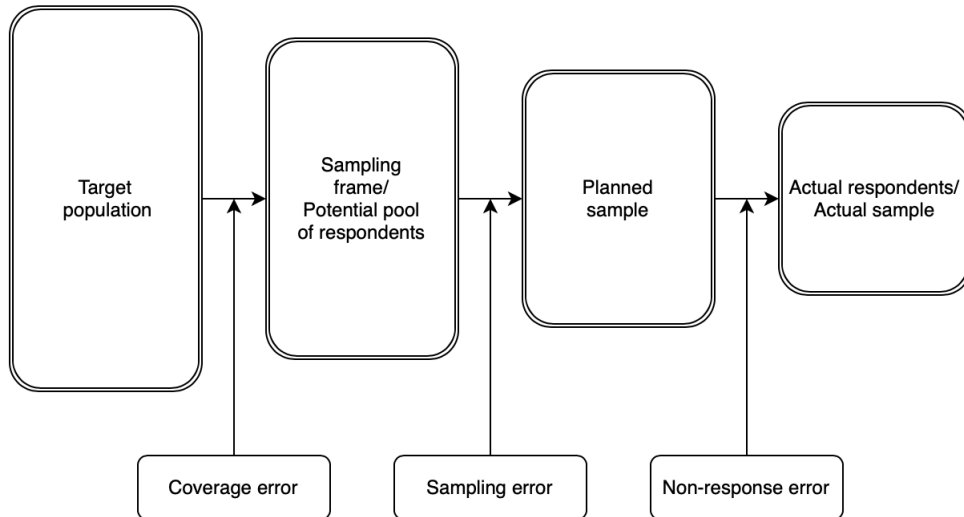 Target
population
Sampling
frame/
Potential pool
of respondents
Planned
sample
Actual respondents/
Actual sample
Coverage error
Sampling error
Non-response error